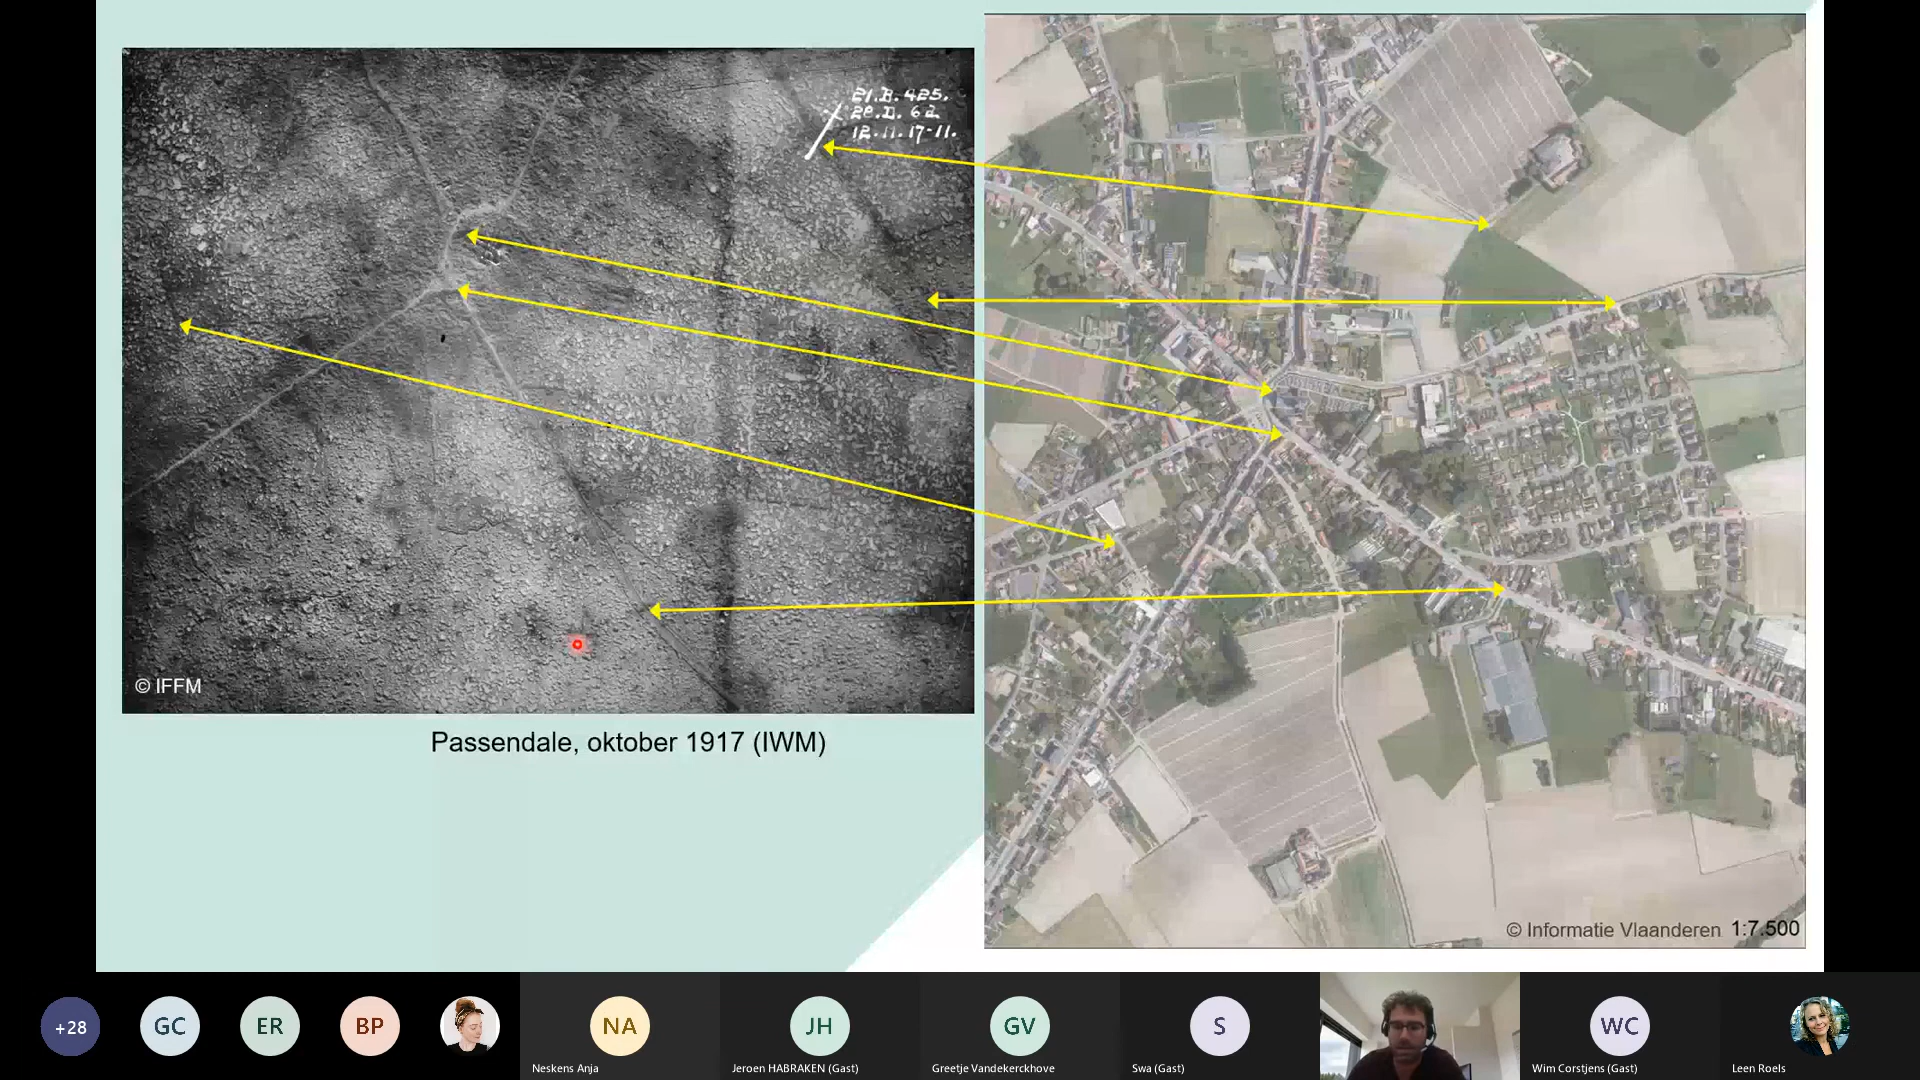 21.B.425.
20.D.62
12.11.17-11.
© IFFM
Passendale, oktober 1917 (IWM)
© Informatie Vlaanderen 1:7.500
+28
GC
ER
BP
NA
JH
GV
S
WC
Neskens Anja
Jeroen HABRAKEN (Gast)
Greetje Vandekerckhove
Swa (Gast)
Wim Corstjens (Gast)
Leen Roels